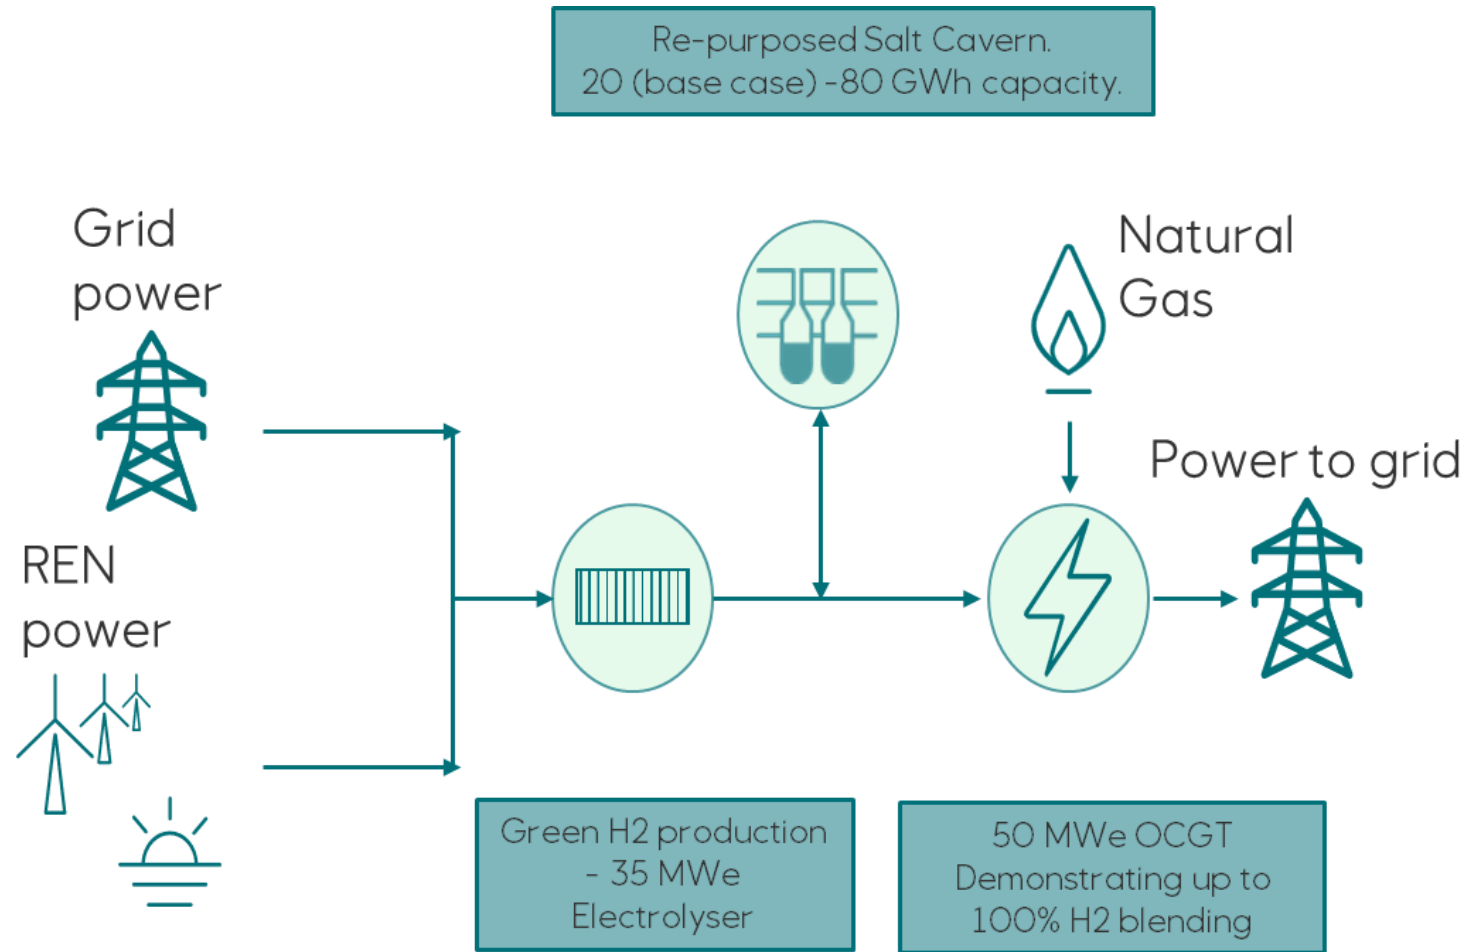 Re-purposed Salt Cavern.
20 (base case) -80 GWh capacity.
Grid
power
Natural
Gas
Power to grid
REN
power
Green H2 production
- 35 MWe
Electrolyser
50 MWe OCGT
Demonstrating up to
100% H2 blending